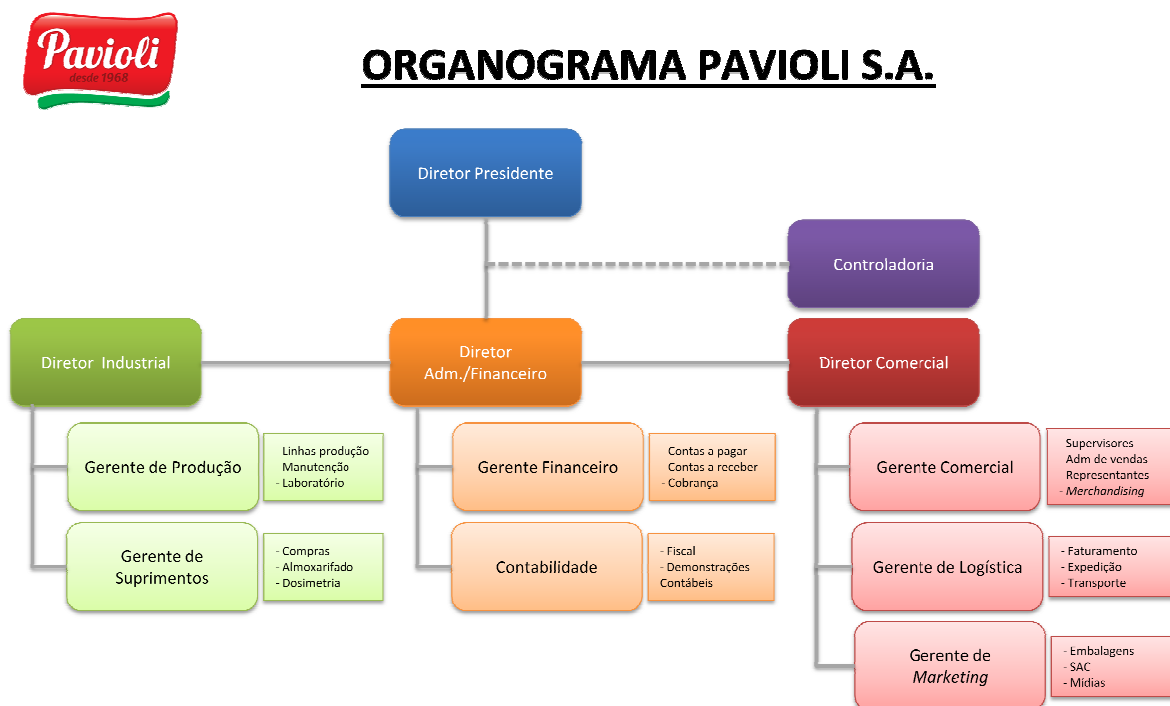 Pavioli
desde 1968
ORGANOGRAMA PAVIOLI S.A.
Diretor Presidente
Controladoria
Diretor Industrial
Diretor
Adm./Financeiro
Diretor Comercial
Gerente de Produção
Linhas produção
Manutenção
- Laboratório
Gerente Financeiro
Contas a pagar
Contas a receber
- Cobrança
Gerente Comercial
Supervisores
Adm de vendas
Representantes
- Merchandising
Gerente de
Suprimentos
- Compras
- Almoxarifado
- Dosimetria
Contabilidade
- Fiscal
- Demonstrações
Contábeis
Gerente de Logística
- Faturamento
- Expedição
- Transporte
Gerente de
Marketing
- Embalagens
- SAC
- Mídias